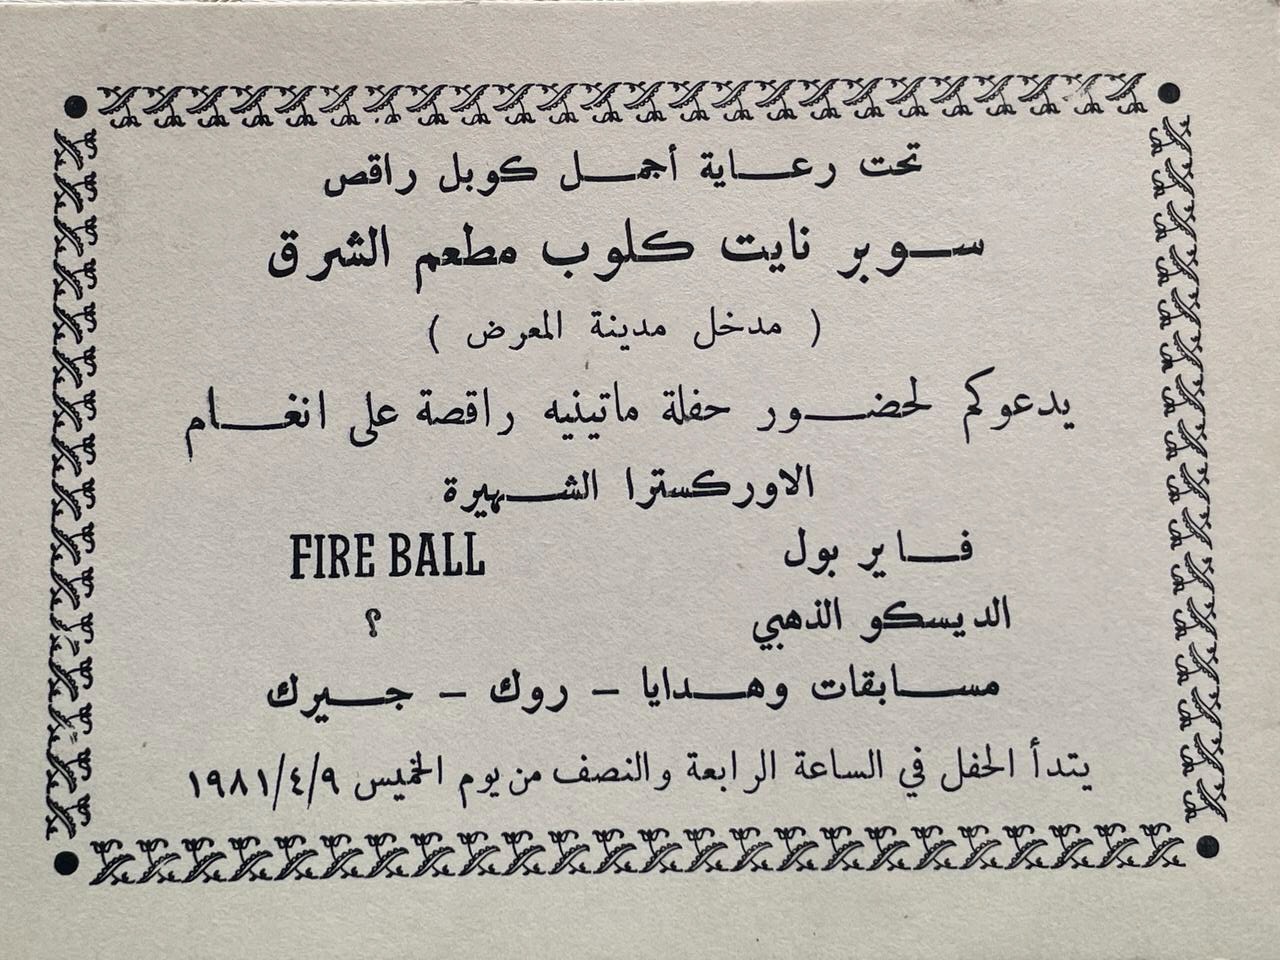 تحت رعاية أجمل كوبل راقص
سوبر نايت كلوب مطعم الشرق
( مدخل مدينة المعرض )
يدعوكم لحضور حفلة ماتينيه راقصة على انغام
الاوركسترا الشهيرة
فاير بول FIRE BALL
الديسكو الذهبي ؟
مسابقات وهدايا – روك – جيرك
يتدأ الحفل في الساعة الرابعة والنصف من يوم الخميس ١٩٨١/٤/٩